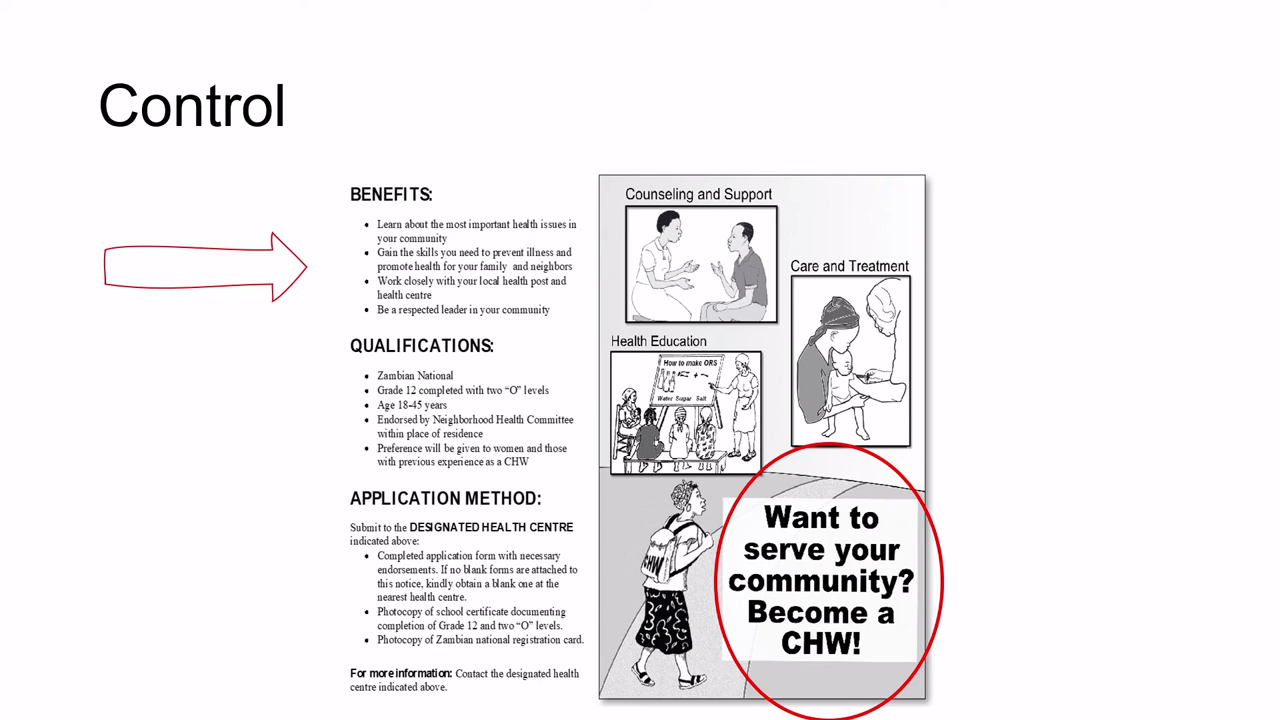 Control
BENEFITS:
• Learn about the most important health issues in
your community
• Gain the skills you need to prevent illness and
promote health for your family and neighbors
• Work closely with your local health post and
health centre
• Be a respected leader in your community
QUALIFICATIONS:
• Zambian National
• Grade 12 completed with two “O” levels
• Age 18-45 years
• Endorsed by Neighborhood Health Committee
within place of residence
• Preference will be given to women and those
with previous experience as a CHW
APPLICATION METHOD:
Submit to the DESIGNATED HEALTH CENTRE
indicated above:
• Completed application form with necessary
endorsements. If no blank forms are attached to
this notice, kindly obtain a blank one at the
nearest health centre.
• Photocopy of school certificate documenting
completion of Grade 12 and two “O” levels.
• Photocopy of Zambian national registration card.
For more information: Contact the designated health
centre indicated above.
Counseling and Support
Care and Treatment
Health Education
How to make ORS
+
Water Sugar Salt
CHW
Want to
serve your
community?
Become a
CHW!